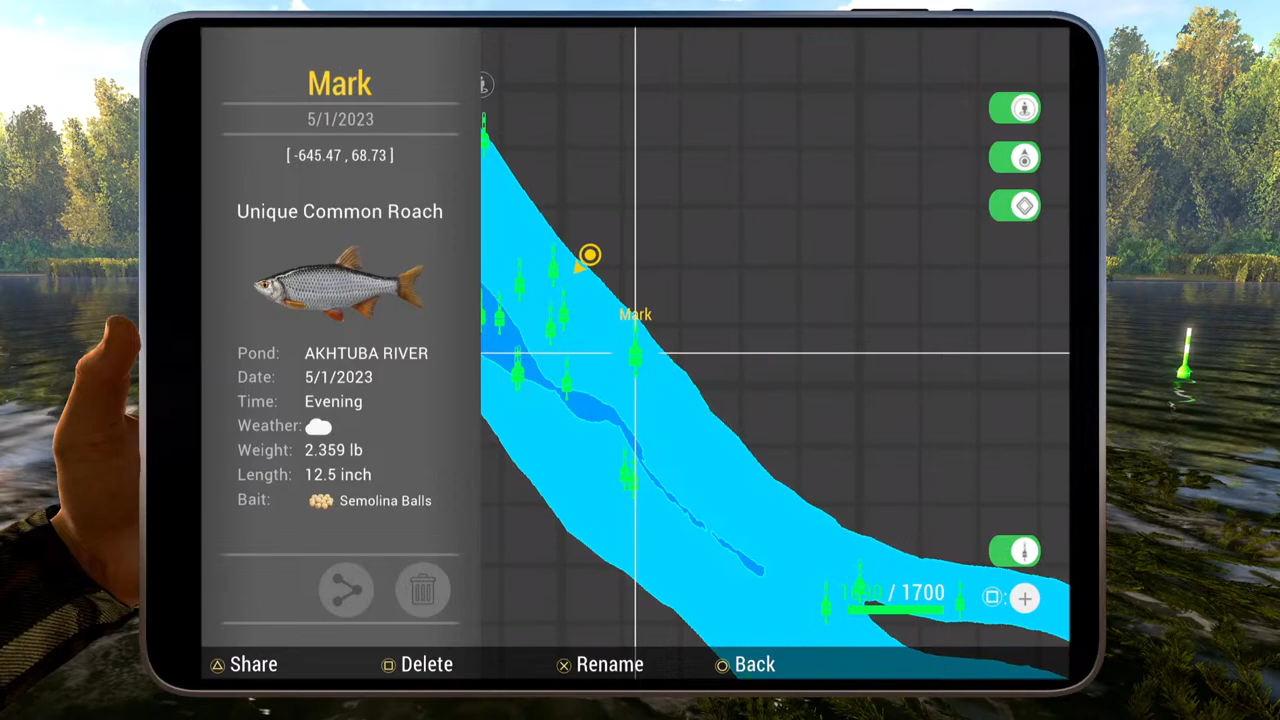 Mark
5/1/2023
[ -645.47 , 68.73 ]
Unique Common Roach
Pond: AKHTUBA RIVER
Date: 5/1/2023
Time: Evening
Weather:
Weight: 2.359 lb
Length: 12.5 inch
Bait: Semolina Balls
Mark
/ 1700
:
Share
Delete
Rename
Back